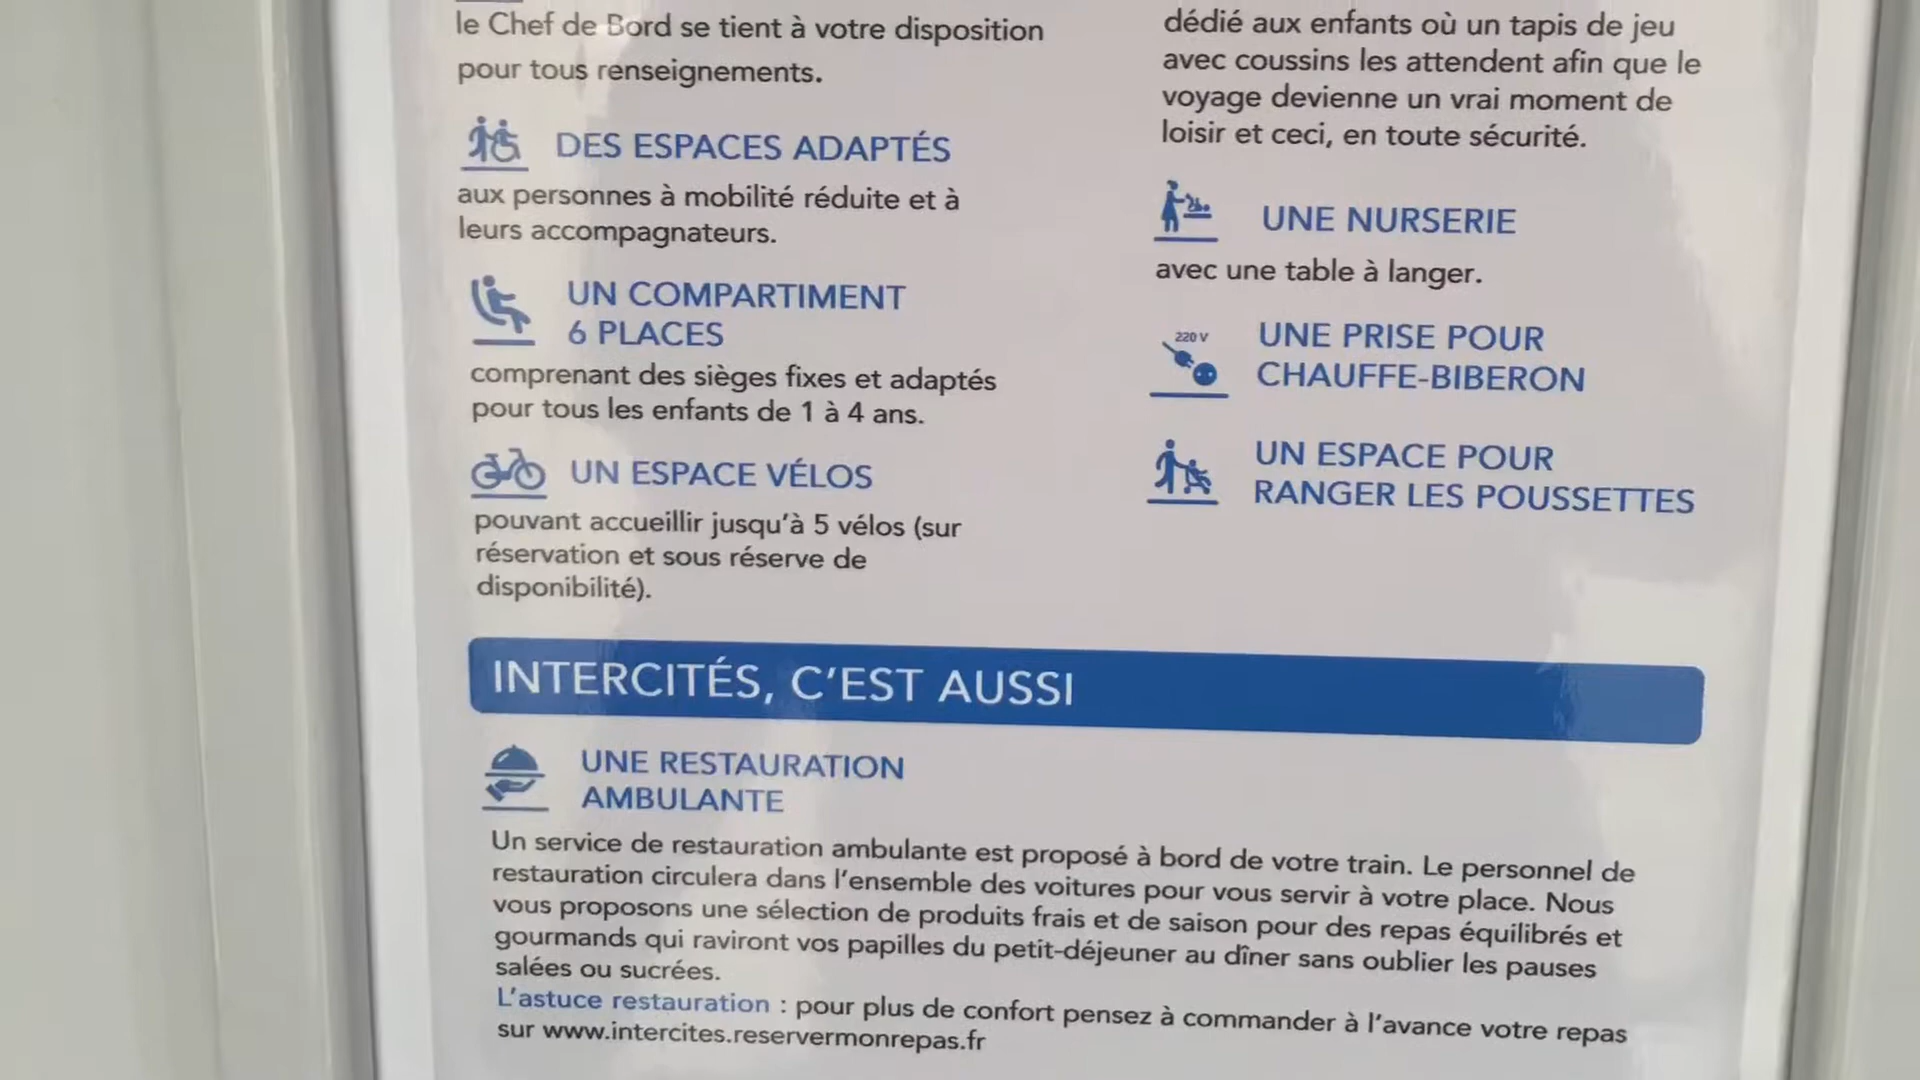 le Chef de Bord se tient à votre disposition
pour tous renseignements.
DES ESPACES ADAPTÉS
aux personnes à mobilité réduite et à
leurs accompagnateurs.
UN COMPARTIMENT
6 PLACES
comprenant des sièges fixes et adaptés
pour tous les enfants de 1 à 4 ans.
UN ESPACE VÉLOS
pouvant accueillir jusqu'à 5 vélos (sur
réservation et sous réserve de
disponibilité).
dédié aux enfants où un tapis de jeu
avec coussins les attendent afin que le
voyage devienne un vrai moment de
loisir et ceci, en toute sécurité.
UNE NURSERIE
avec une table à langer.
220 V
UNE PRISE POUR
CHAUFFE-BIBERON
UN ESPACE POUR
RANGER LES POUSSETTES
INTERCITÉS, C'EST AUSSI
UNE RESTAURATION
AMBULANTE
Un service de restauration ambulante est proposé à bord de votre train. Le personnel de
restauration circulera dans l'ensemble des voitures pour vous servir à votre place. Nous
vous proposons une sélection de produits frais et de saison pour des repas équilibrés et
gourmands qui raviront vos papilles du petit-déjeuner au dîner sans oublier les pauses
salées ou sucrées.
L'astuce restauration : pour plus de confort pensez à commander à l'avance votre repas
sur www.intercites.reservermonrepas.fr